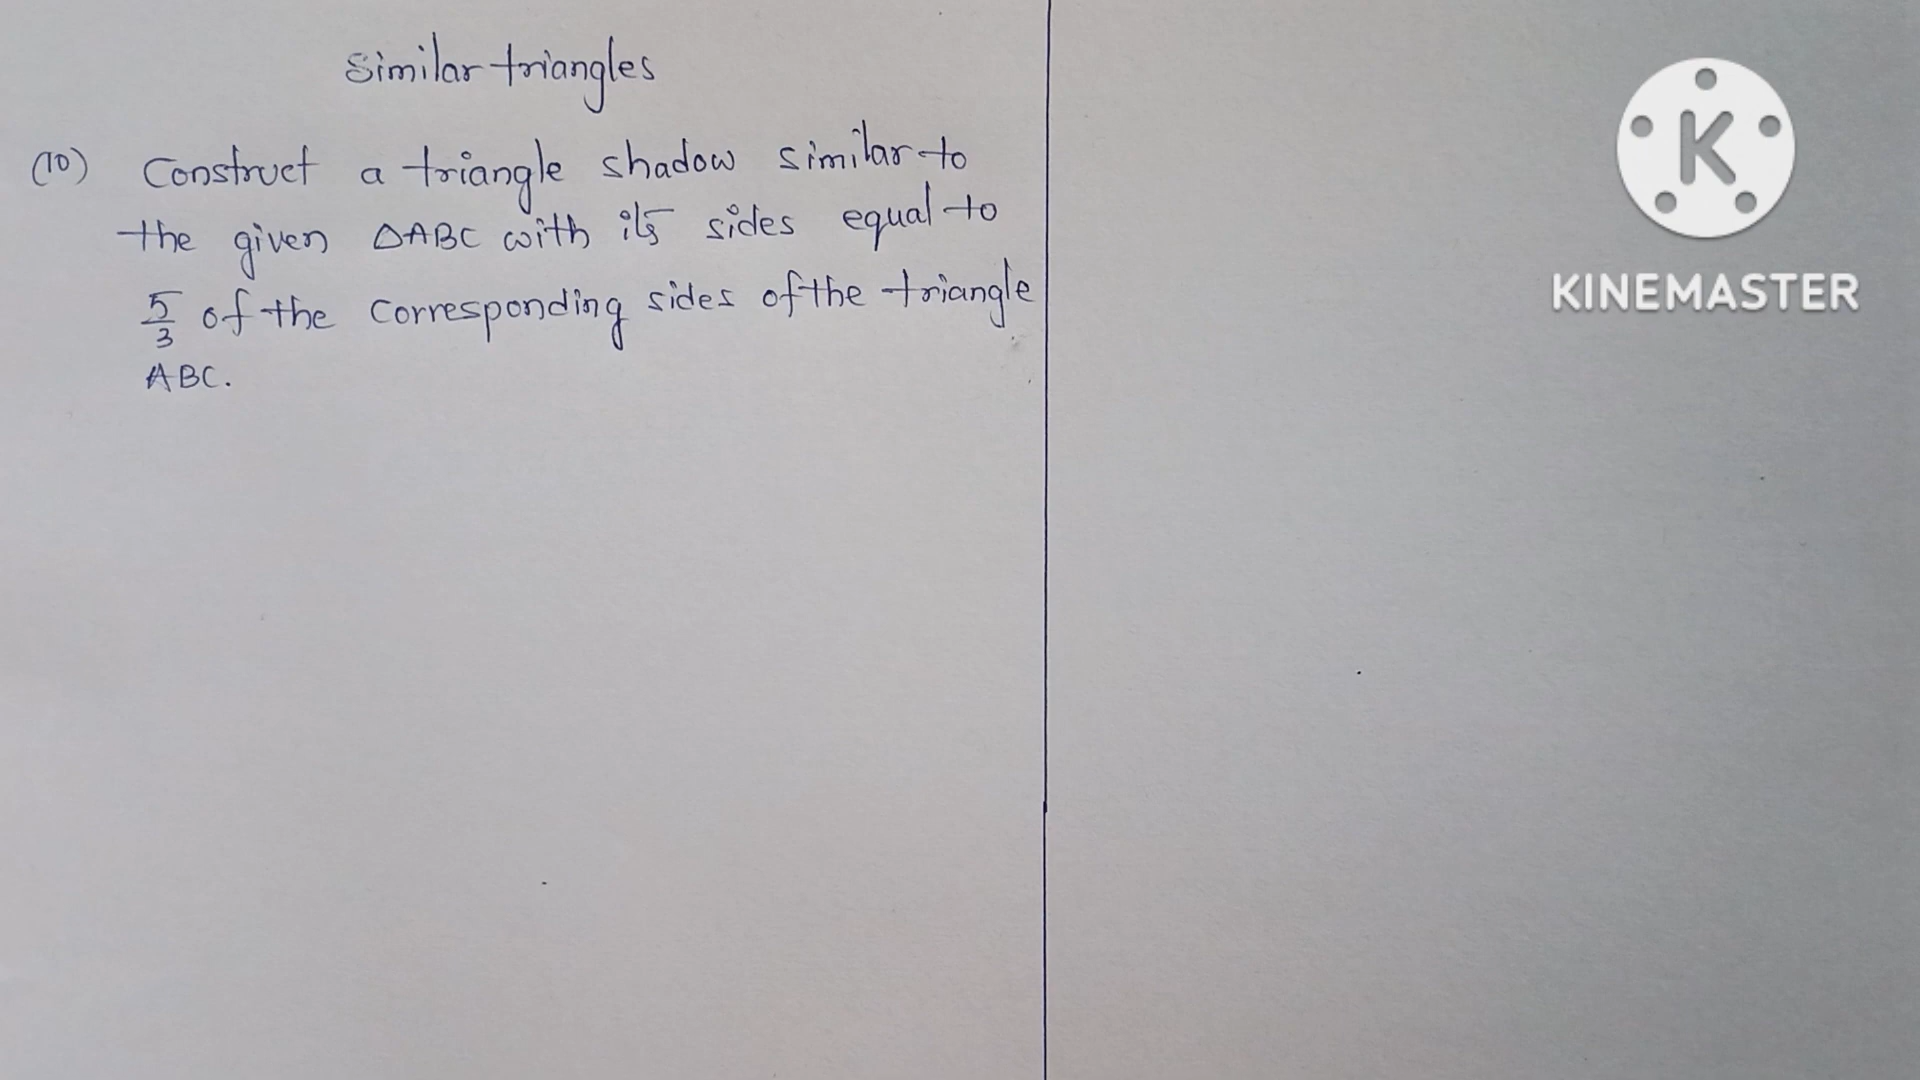 Similar triangles
(10) Construct a triangle shadow similar to
the given △ABC with its sides equal to
5/3 of the corresponding sides of the triangle
ABC.
K
KINEMASTER